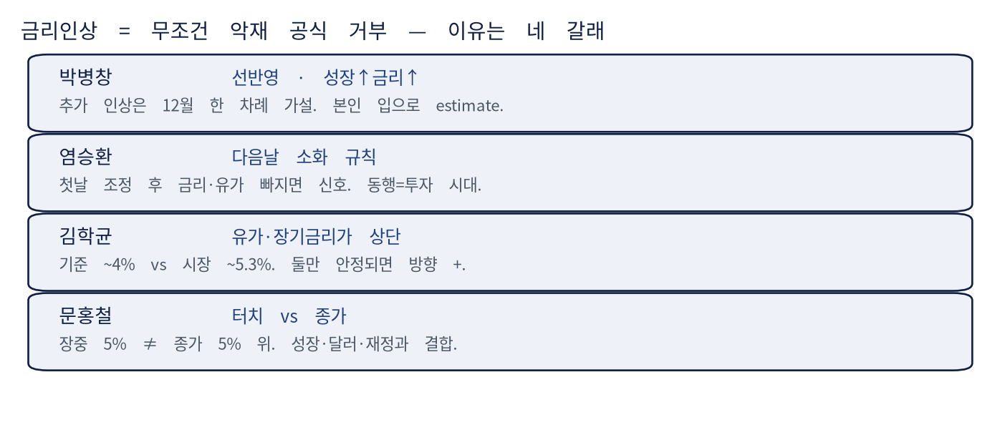 금리인상 = 무조건 악재 공식 거부 — 이유는 네 갈래
박병창 선반영 · 성장↑금리↑
추가 인상은 12월 한 차례 가설. 본인 입으로 estimate.
염승환 다음날 소화 규칙
첫날 조정 후 금리·유가 빠지면 신호. 동행=투자 시대.
김학균 유가·장기금리가 상단
기준 ~4% vs 시장 ~5.3%. 둘만 안정되면 방향 +.
문홍철 터치 vs 종가
장중 5% ≠ 종가 5% 위. 성장·달러·재정과 결합.